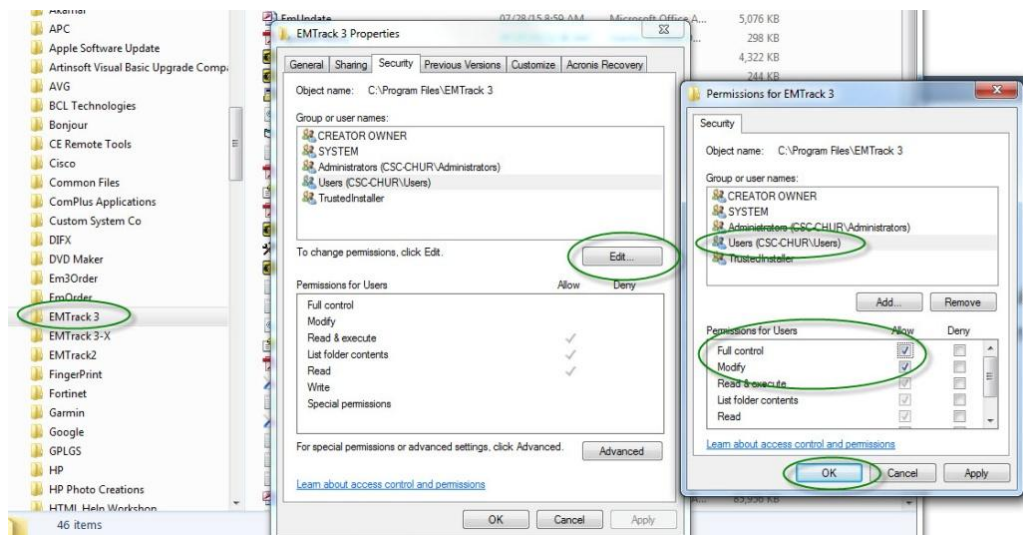 APC
Apple Software Update
Artinsoft Visual Basic Upgrade Comp
AVG
BCL Technologies
Bonjour
CE Remote Tools
Cisco
Common Files
ComPlus Applications
Custom System Co
DIFX
DVD Maker
Em3Order
EmOrder
EMTrack 3
EMTrack 3-X
EMTrack2
FingerPrint
Fortinet
Garmin
Google
GPLGS
HP
HP Photo Creations
HTML Help Workshop
46 items
EmUpdate 07/28/15 8:59 AM Microsoft Office A... 5,076 KB
298 KB
4,322 KB
244 KB
EMTrack 3 Properties
General Sharing Security Previous Versions Customize Acronis Recovery
Object name: C:\Program Files\EMTrack 3
Group or user names:
CREATOR OWNER
SYSTEM
Administrators (CSC-CHUR\Administrators)
Users (CSC-CHUR\Users)
TrustedInstaller
To change permissions, click Edit.
Edit...
Permissions for Users Allow Deny
Full control
Modify
Read & execute
List folder contents
Read
Write
Special permissions
For special permissions or advanced settings, click Advanced.
Advanced
Learn about access control and permissions
OK Cancel Apply
Permissions for EMTrack 3
Security
Object name: C:\Program Files\EMTrack 3
Group or user names:
CREATOR OWNER
SYSTEM
Administrators (CSC-CHUR\Administrators)
Users (CSC-CHUR\Users)
TrustedInstaller
Add... Remove
Permissions for Users Allow Deny
Full control
Modify
Read & execute
List folder contents
Read
Learn about access control and permissions
OK Cancel Apply